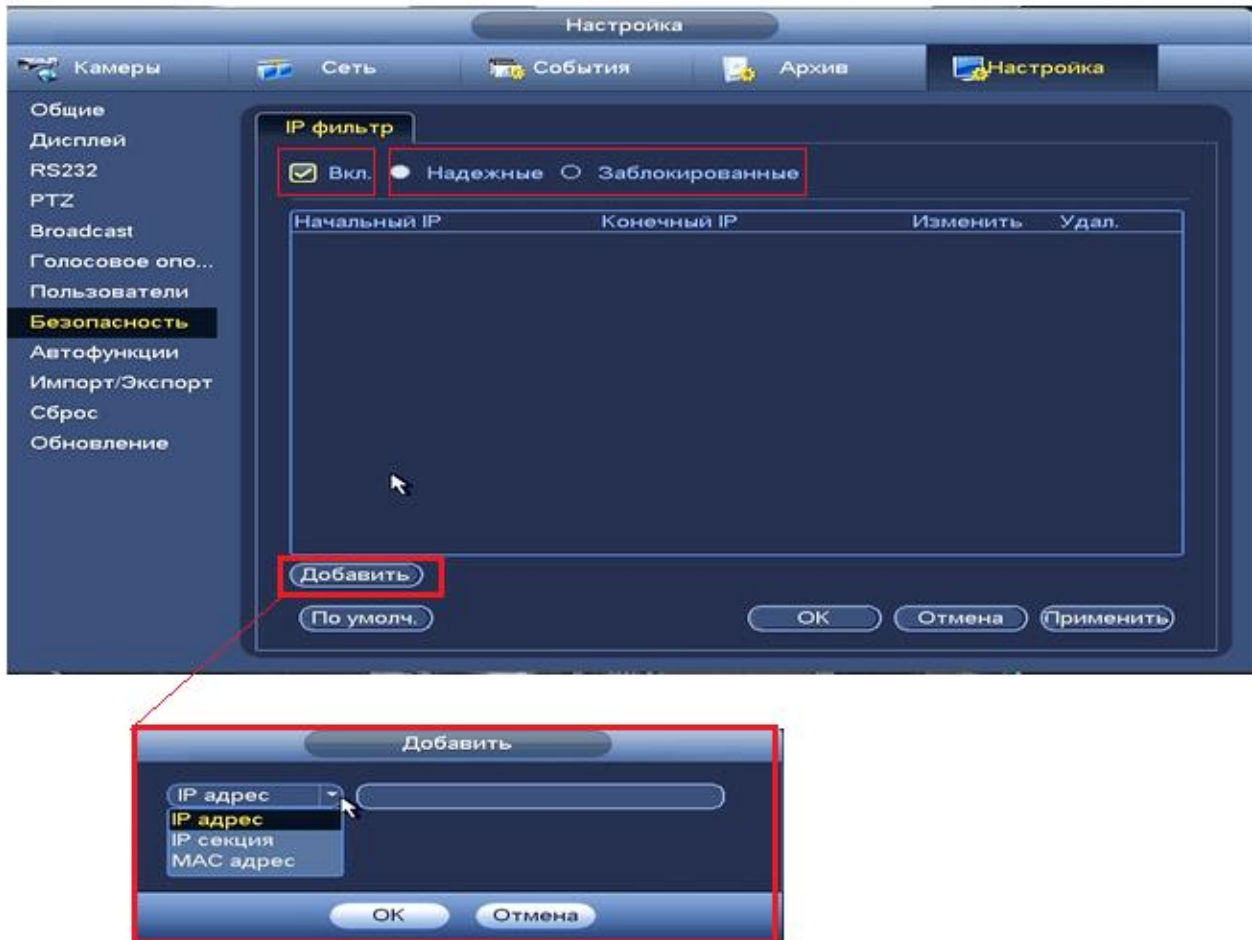 Настройка
Камеры Сеть События Архив Настройка
Общие
Дисплей
RS232
PTZ
Broadcast
Голосовое опо...
Пользователи
Безопасность
Автофункции
Импорт/Экспорт
Сброс
Обновление
IP фильтр
Вкл. Надежные Заблокированные
Начальный IP Конечный IP Изменить Удал.
Добавить
По умолч. OK Отмена Применить
Добавить
IP адрес
IP адрес
IP секция
MAC адрес
OK Отмена